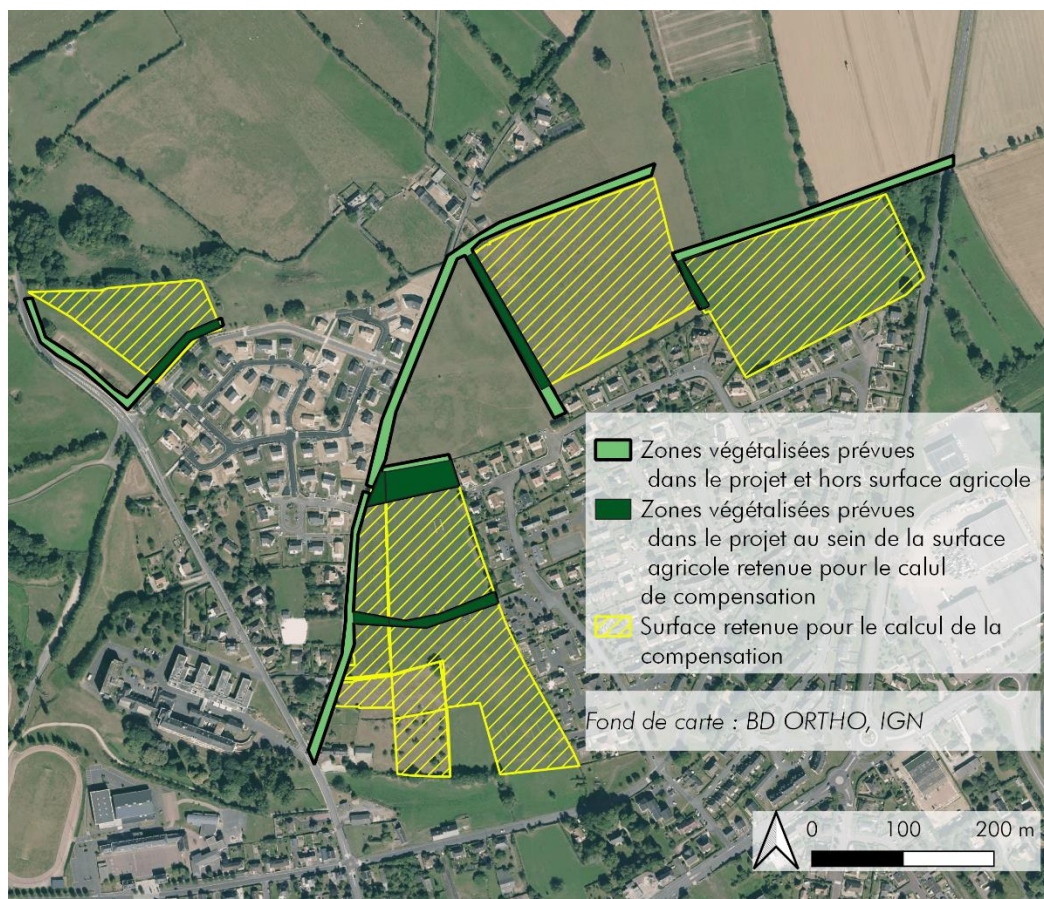 Zones végétalisées prévues
dans le projet et hors surface agricole
Zones végétalisées prévues
dans le projet au sein de la surface
agricole retenue pour le calul
de compensation
Surface retenue pour le calcul de la
compensation
Fond de carte : BD ORTHO, IGN
0 100 200 m